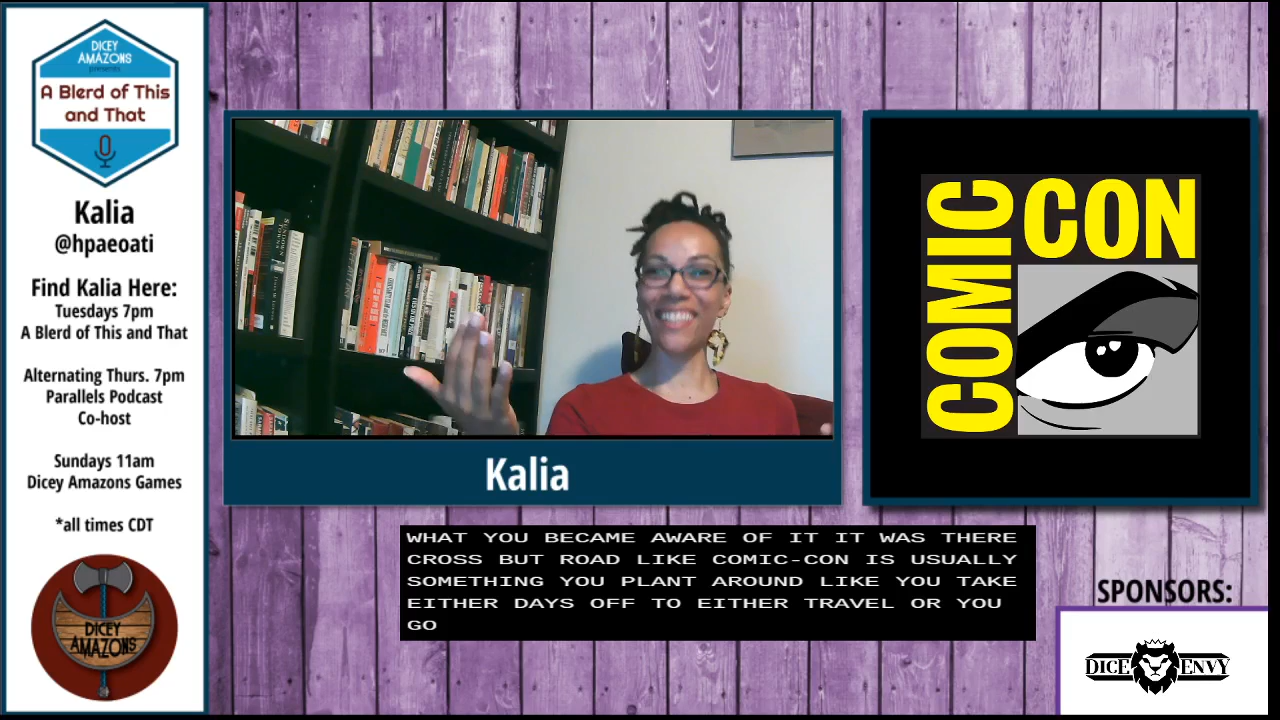 DICEY
AMAZONS
presents
A Blerd of This
and That
Kalia
@hpaeoati
Find Kalia Here:
Tuesdays 7pm
A Blerd of This and That
Alternating Thurs. 7pm
Parallels Podcast
Co-host
Sundays 11am
Dicey Amazons Games
*all times CDT
DICEY
AMAZONS
Kalia
COMIC
CON
WHAT YOU BECAME AWARE OF IT IT WAS THERE
CROSS BUT ROAD LIKE COMIC-CON IS USUALLY
SOMETHING YOU PLANT AROUND LIKE YOU TAKE
EITHER DAYS OFF TO EITHER TRAVEL OR YOU
GO
SPONSORS:
DICE ENVY